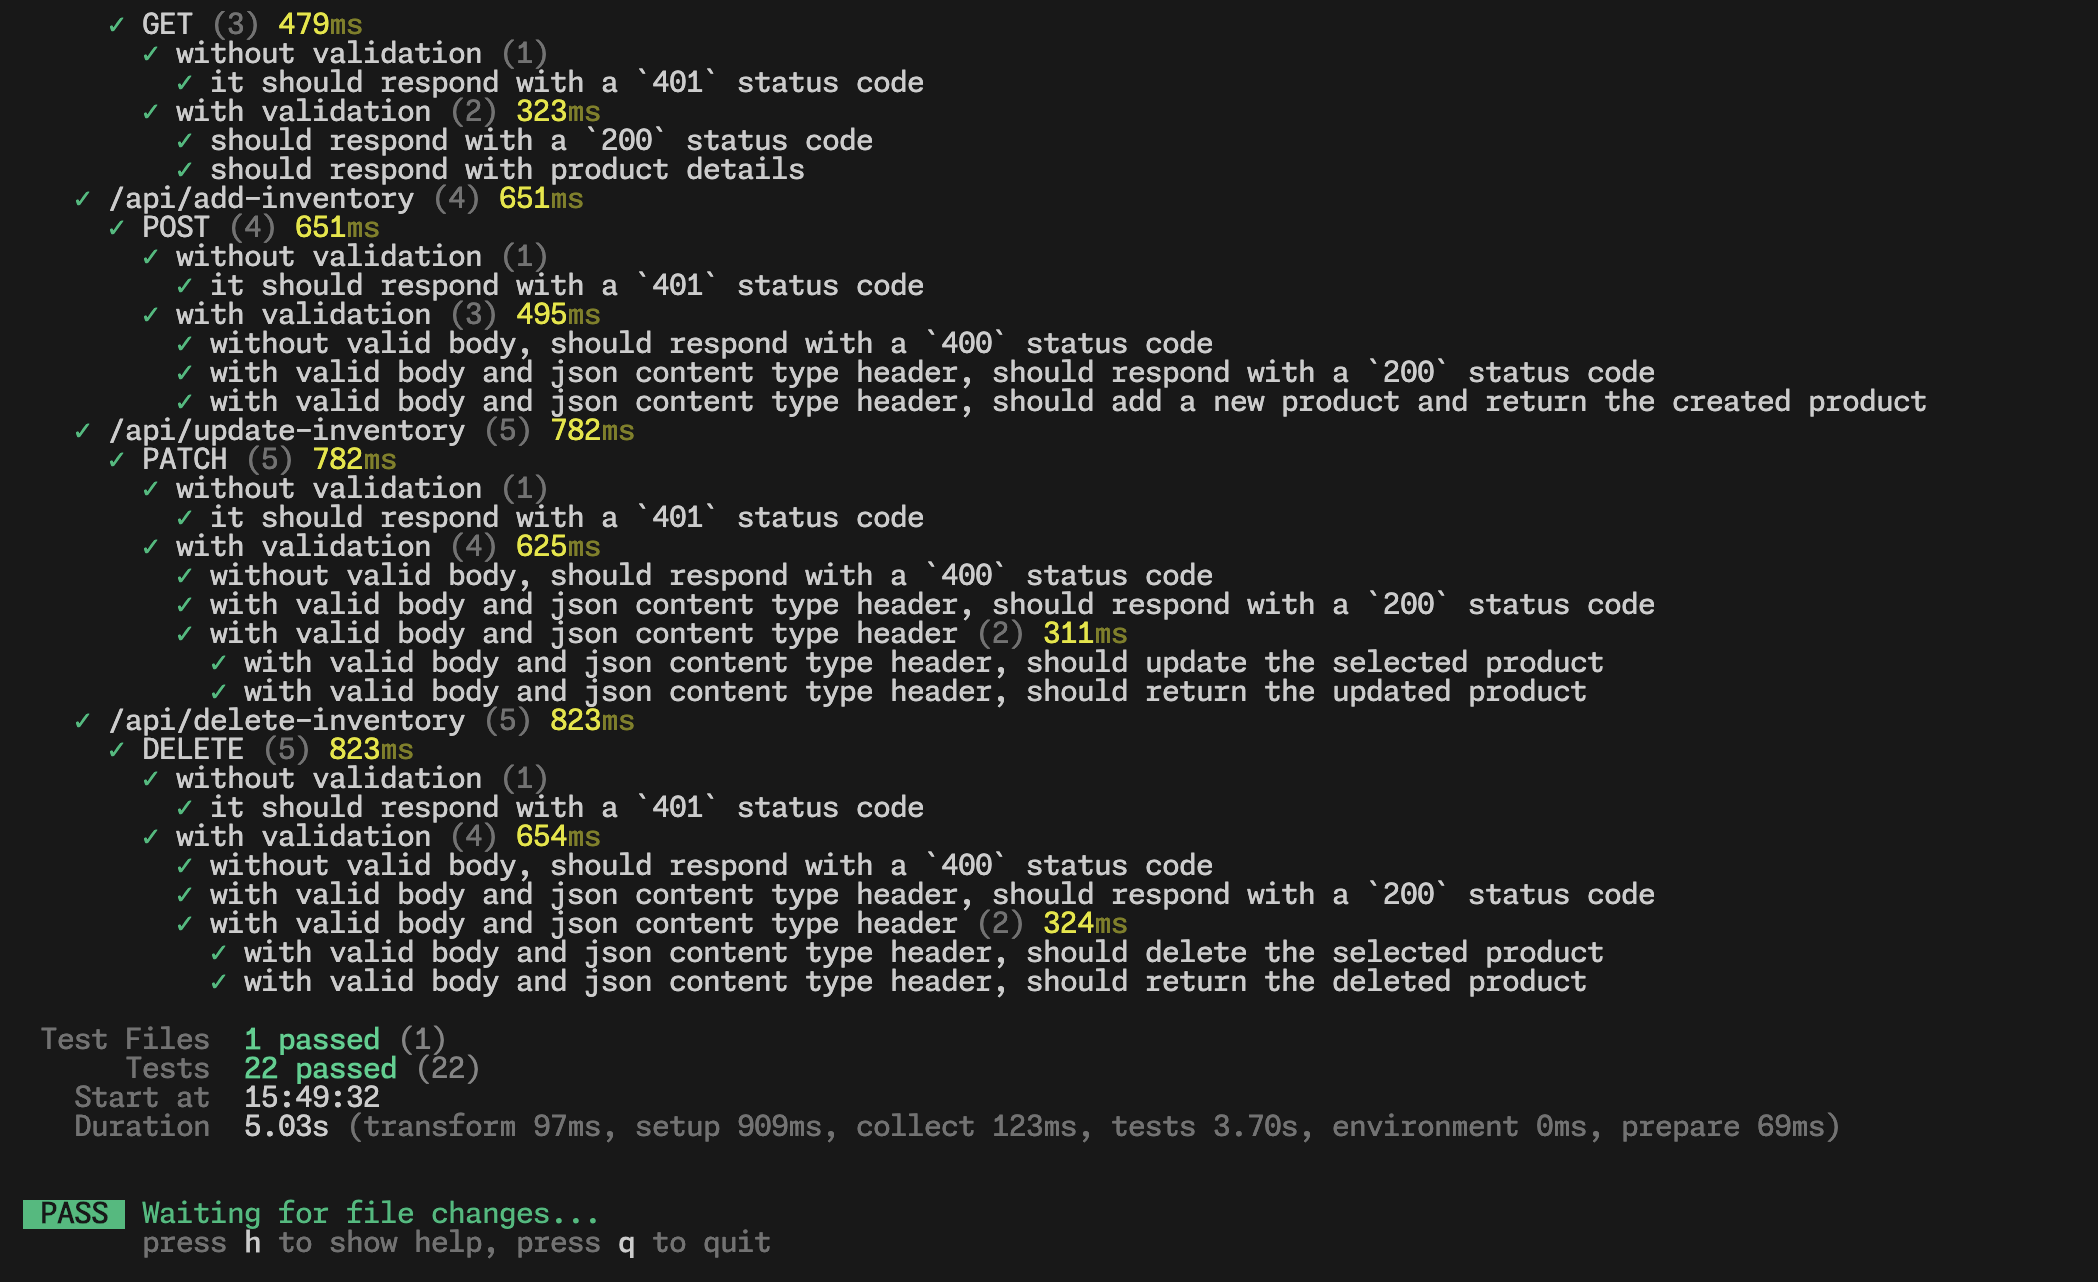 ✓ GET (3) 479ms
✓ without validation (1)
✓ it should respond with a `401` status code
✓ with validation (2) 323ms
✓ should respond with a `200` status code
✓ should respond with product details
✓ /api/add-inventory (4) 651ms
✓ POST (4) 651ms
✓ without validation (1)
✓ it should respond with a `401` status code
✓ with validation (3) 495ms
✓ without valid body, should respond with a `400` status code
✓ with valid body and json content type header, should respond with a `200` status code
✓ with valid body and json content type header, should add a new product and return the created product
✓ /api/update-inventory (5) 782ms
✓ PATCH (5) 782ms
✓ without validation (1)
✓ it should respond with a `401` status code
✓ with validation (4) 625ms
✓ without valid body, should respond with a `400` status code
✓ with valid body and json content type header, should respond with a `200` status code
✓ with valid body and json content type header (2) 311ms
✓ with valid body and json content type header, should update the selected product
✓ with valid body and json content type header, should return the updated product
✓ /api/delete-inventory (5) 823ms
✓ DELETE (5) 823ms
✓ without validation (1)
✓ it should respond with a `401` status code
✓ with validation (4) 654ms
✓ without valid body, should respond with a `400` status code
✓ with valid body and json content type header, should respond with a `200` status code
✓ with valid body and json content type header (2) 324ms
✓ with valid body and json content type header, should delete the selected product
✓ with valid body and json content type header, should return the deleted product
Test Files 1 passed (1)
Tests 22 passed (22)
Start at 15:49:32
Duration 5.03s (transform 97ms, setup 909ms, collect 123ms, tests 3.70s, environment 0ms, prepare 69ms)
PASS Waiting for file changes...
press h to show help, press q to quit